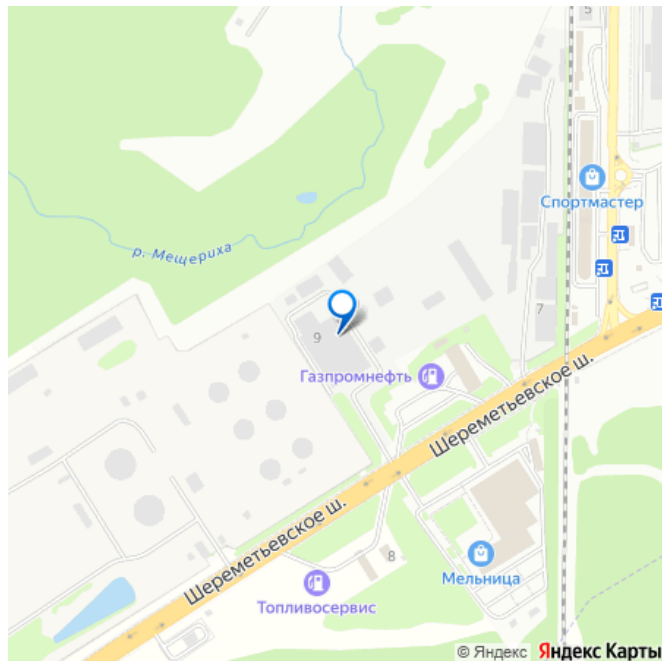 5
Спортмастер
р. Мещериха
7
9
Газпромнефть
Шереметьевское ш.
Шереметьевское ш.
8
Мельница
Топливосервис
© Яндекс Яндекс Карты